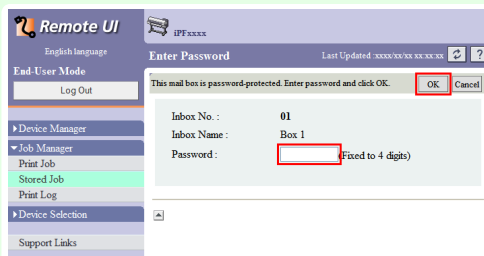 Remote UI
English language
End-User Mode
Log Out
Device Manager
Job Manager
Print Job
Stored Job
Print Log
Device Selection
Support Links
iPFxxxx
Enter Password
Last Updated :xxxx/xx/xx xx:xx:xx
?
This mail box is password-protected. Enter password and click OK.
OK
Cancel
Inbox No. : 01
Inbox Name : Box 1
Password : (Fixed to 4 digits)